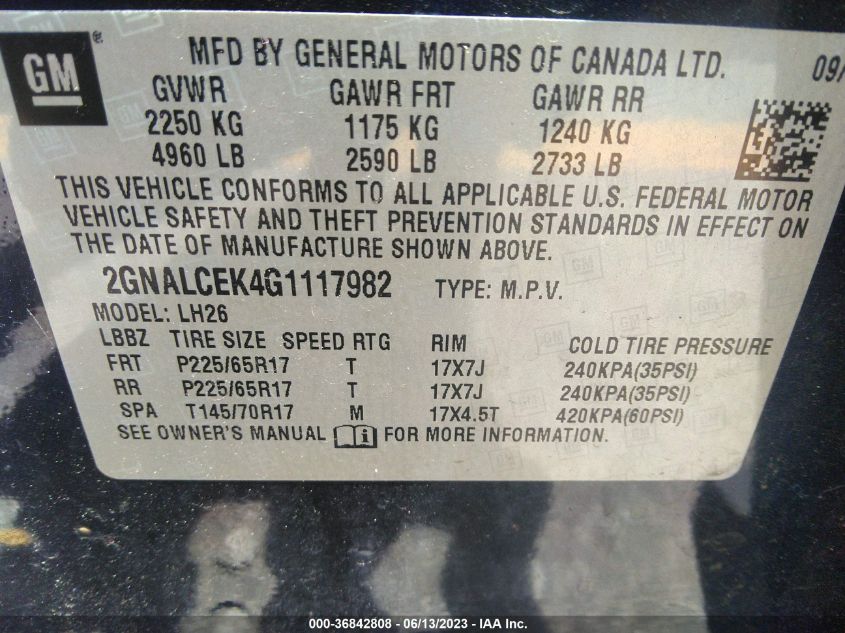 GM®
MFD BY GENERAL MOTORS OF CANADA LTD. 09/
GVWR GAWR FRT GAWR RR
2250 KG 1175 KG 1240 KG
4960 LB 2590 LB 2733 LB
THIS VEHICLE CONFORMS TO ALL APPLICABLE U.S. FEDERAL MOTOR
VEHICLE SAFETY AND THEFT PREVENTION STANDARDS IN EFFECT ON
THE DATE OF MANUFACTURE SHOWN ABOVE.
2GNALCEK4G1117982 TYPE: M.P.V.
MODEL: LH26
LBBZ TIRE SIZE SPEED RTG RIM COLD TIRE PRESSURE
FRT P225/65R17 T 17X7J 240KPA(35PSI)
RR P225/65R17 T 17X7J 240KPA(35PSI)
SPA T145/70R17 M 17X4.5T 420KPA(60PSI)
SEE OWNER'S MANUAL i FOR MORE INFORMATION.
000-36842808 - 06/13/2023 - IAA Inc.